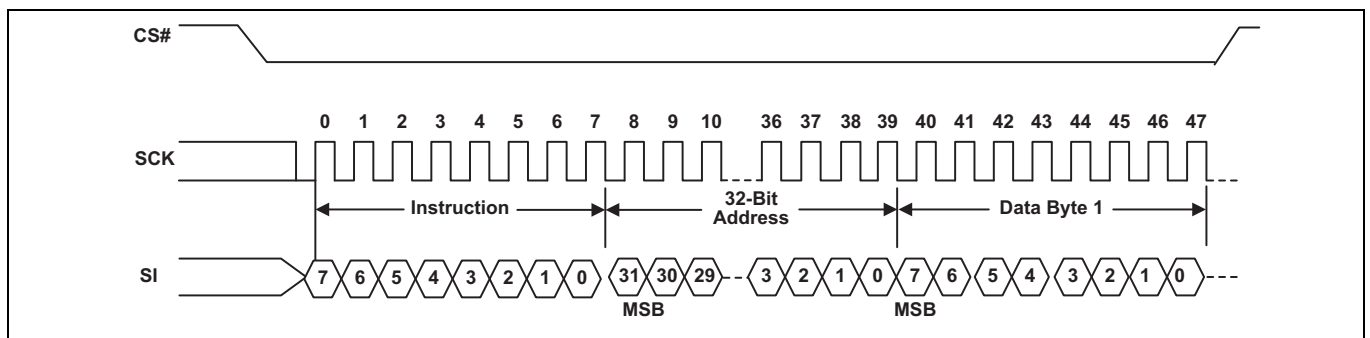 CS#
0 1 2 3 4 5 6 7 8 9 10 36 37 38 39 40 41 42 43 44 45 46 47
SCK
Instruction 32-Bit Address Data Byte 1
SI 7 6 5 4 3 2 1 0 31 30 29 3 2 1 0 7 6 5 4 3 2 1 0
MSB MSB